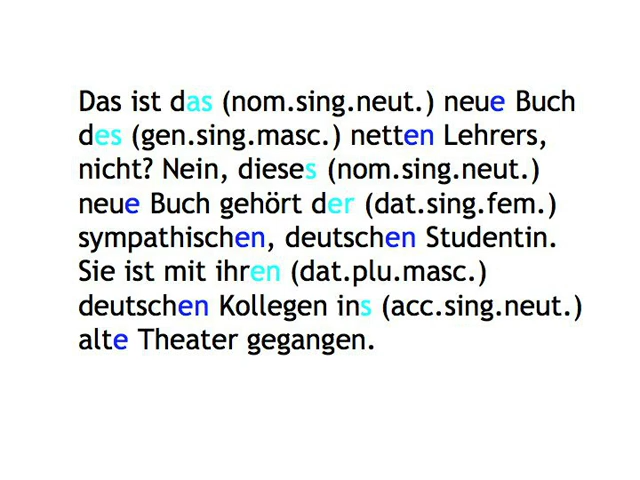 Das ist das (nom.sing.neut.) neue Buch
des (gen.sing.masc.) netten Lehrers,
nicht? Nein, dieses (nom.sing.neut.)
neue Buch gehört der (dat.sing.fem.)
sympathischen, deutschen Studentin.
Sie ist mit ihren (dat.plu.masc.)
deutschen Kollegen ins (acc.sing.neut.)
alte Theater gegangen.